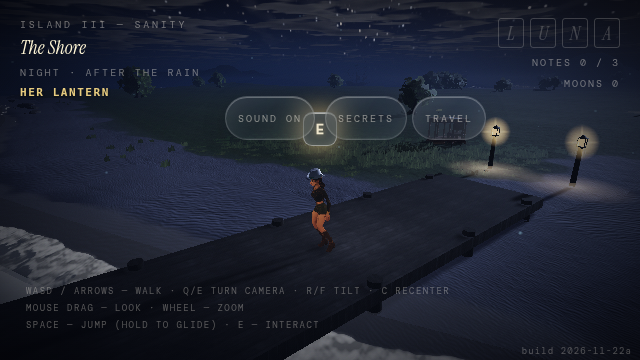 ISLAND III — SANITY
The Shore
NIGHT · AFTER THE RAIN
HER LANTERN
L U N A
NOTES 0 / 3
MOONS 0
SOUND ON
SECRETS
TRAVEL
E
WASD / ARROWS — WALK · Q/E TURN CAMERA · R/F TILT · C RECENTER
MOUSE DRAG — LOOK · WHEEL — ZOOM
SPACE — JUMP (HOLD TO GLIDE) · E — INTERACT
build 2026-11-22a